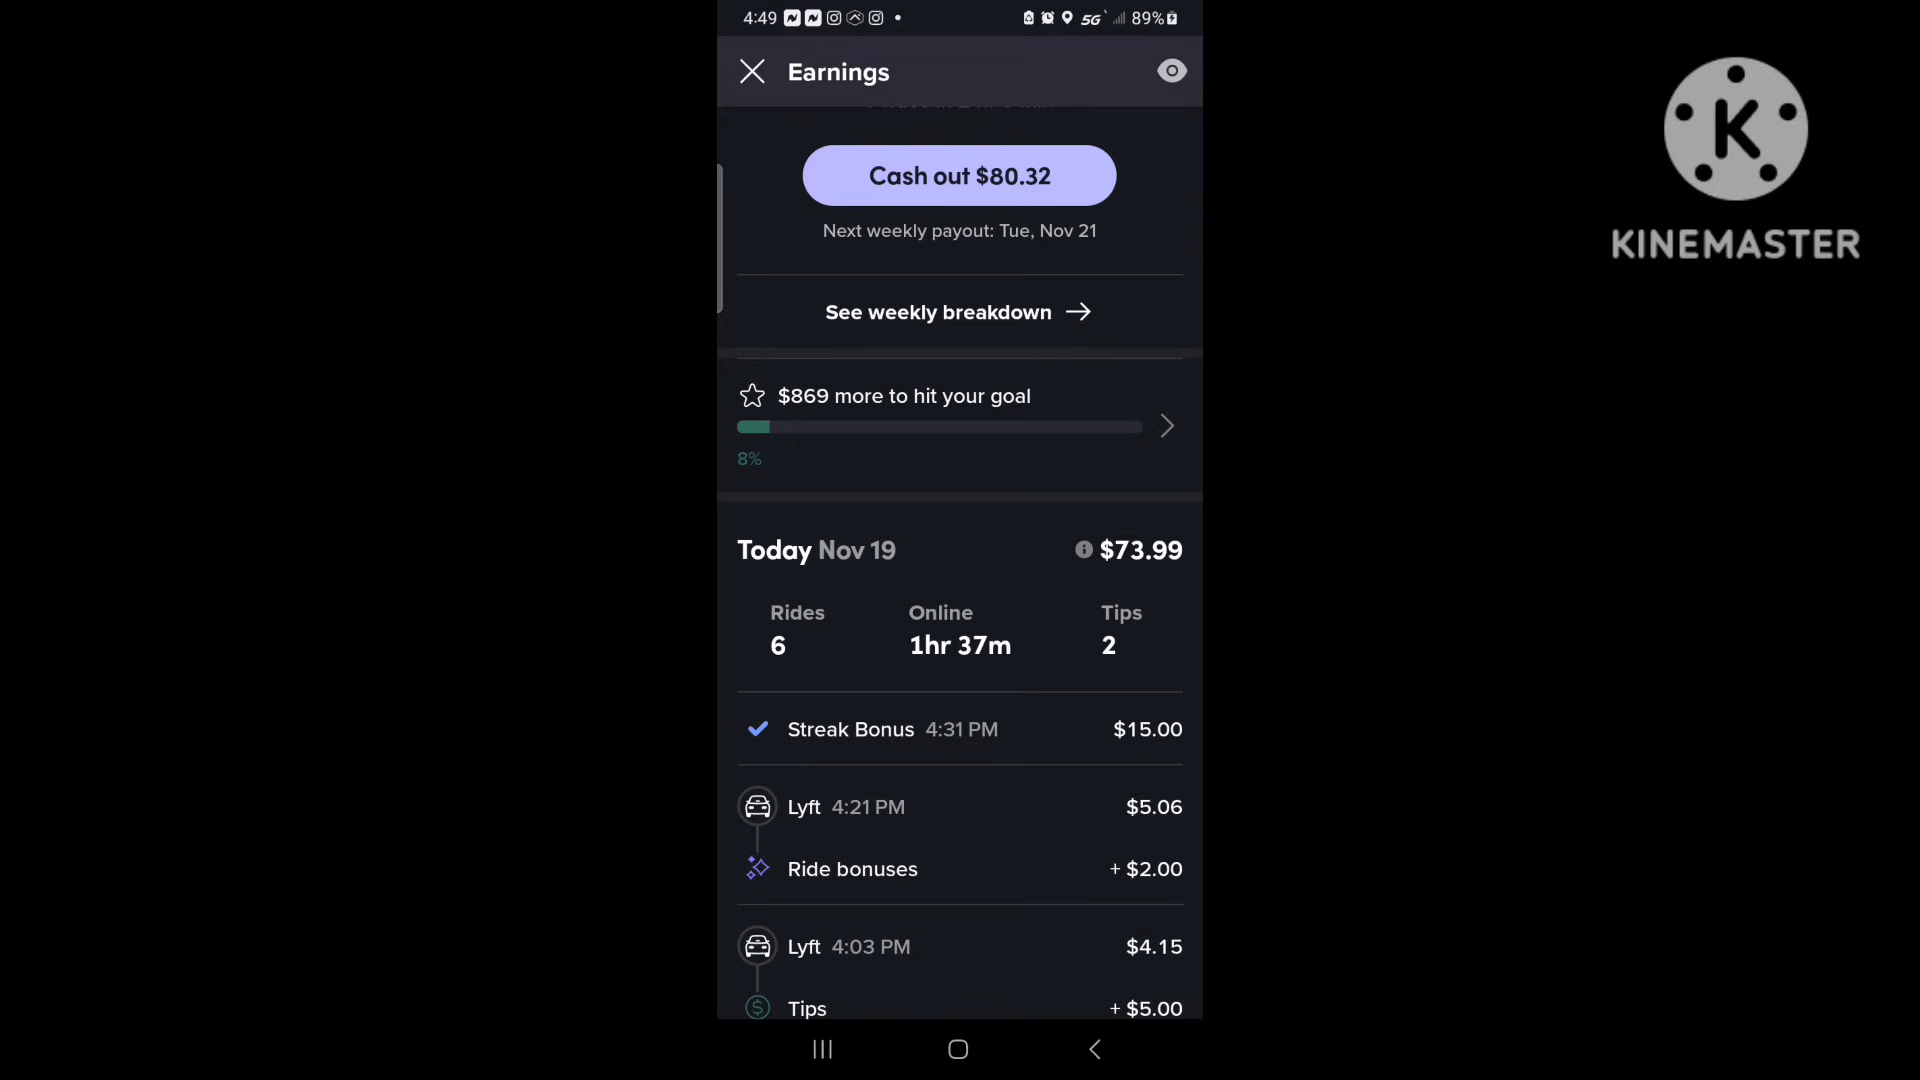 4:49 5G 89%
Earnings
Cash out $80.32
Next weekly payout: Tue, Nov 21
See weekly breakdown
$869 more to hit your goal
8%
Today Nov 19 $73.99
Rides Online Tips
6 1hr 37m 2
Streak Bonus 4:31 PM $15.00
Lyft 4:21 PM $5.06
Ride bonuses + $2.00
Lyft 4:03 PM $4.15
Tips + $5.00
K
KINEMASTER